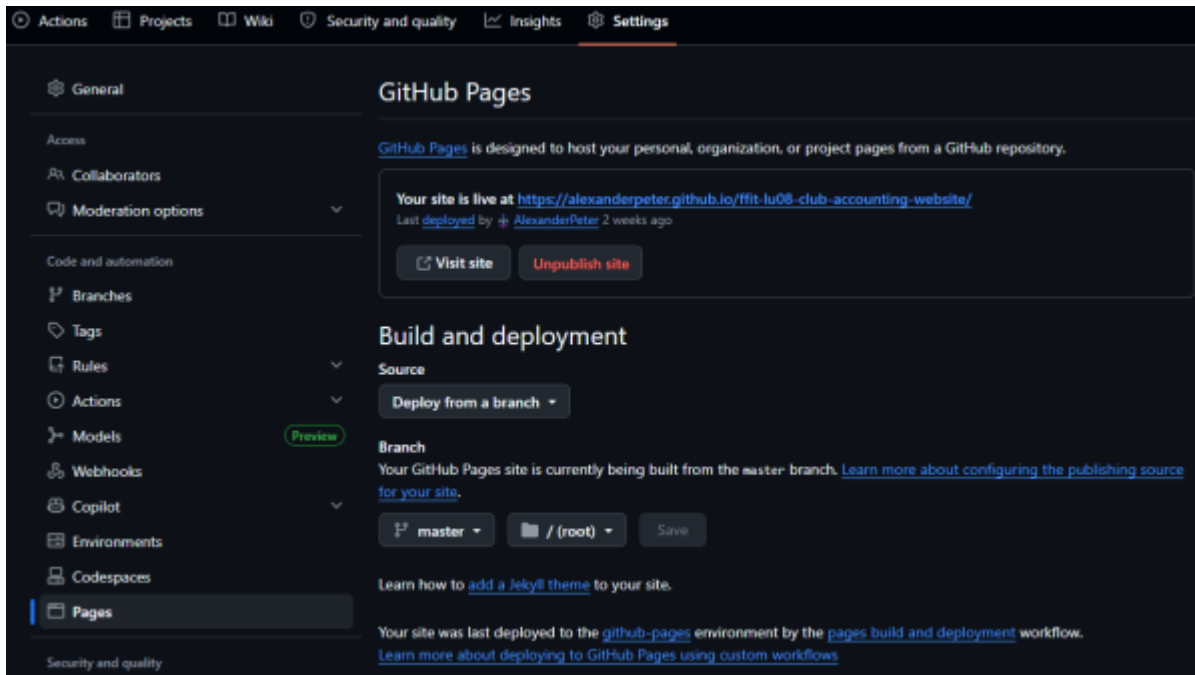 Actions Projects Wiki Security and quality Insights Settings
General
Access
Collaborators
Moderation options
Code and automation
Branches
Tags
Rules
Actions
Models Preview
Webhooks
Copilot
Environments
Codespaces
Pages
Security and quality
GitHub Pages
GitHub Pages is designed to host your personal, organization, or project pages from a GitHub repository.
Your site is live at https://alexanderpeter.github.io/ffit-lu08-club-accounting-website/
Last deployed by AlexanderPeter 2 weeks ago
Visit site Unpublish site
Build and deployment
Source
Deploy from a branch
Branch
Your GitHub Pages site is currently being built from the master branch. Learn more about configuring the publishing source
for your site.
master / (root) Save
Learn how to add a Jekyll theme to your site.
Your site was last deployed to the github-pages environment by the pages build and deployment workflow.
Learn more about deploying to GitHub Pages using custom workflows